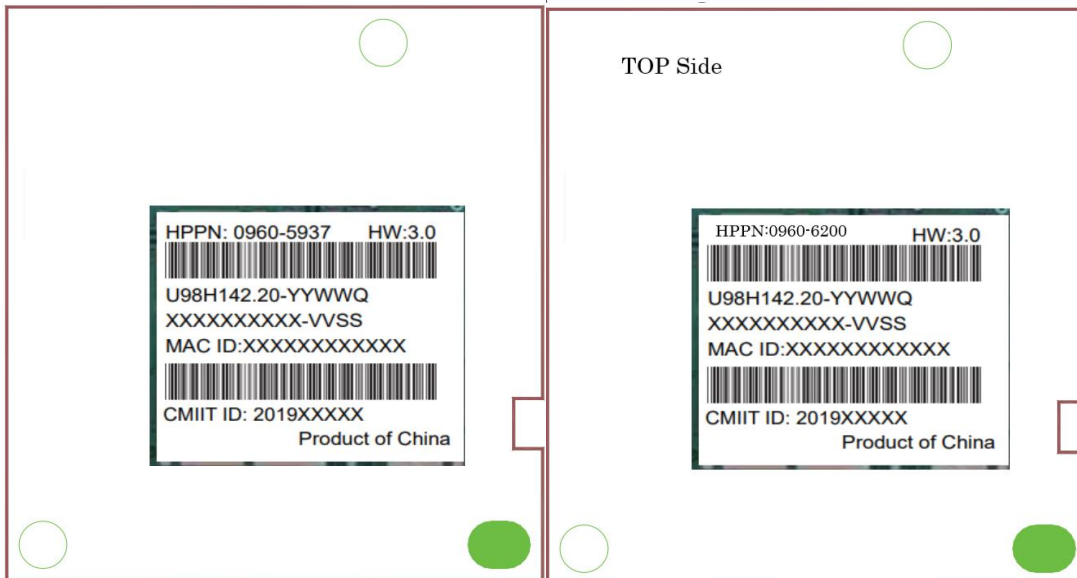 HPPN: 0960-5937 HW:3.0
U98H142.20-YYWWQ
XXXXXXXXXX-VVSS
MAC ID:XXXXXXXXXXXX
CMIIT ID: 2019XXXXX
Product of China
TOP Side
HPPN:0960-6200 HW:3.0
U98H142.20-YYWWQ
XXXXXXXXXX-VVSS
MAC ID:XXXXXXXXXXXX
CMIIT ID: 2019XXXXX
Product of China